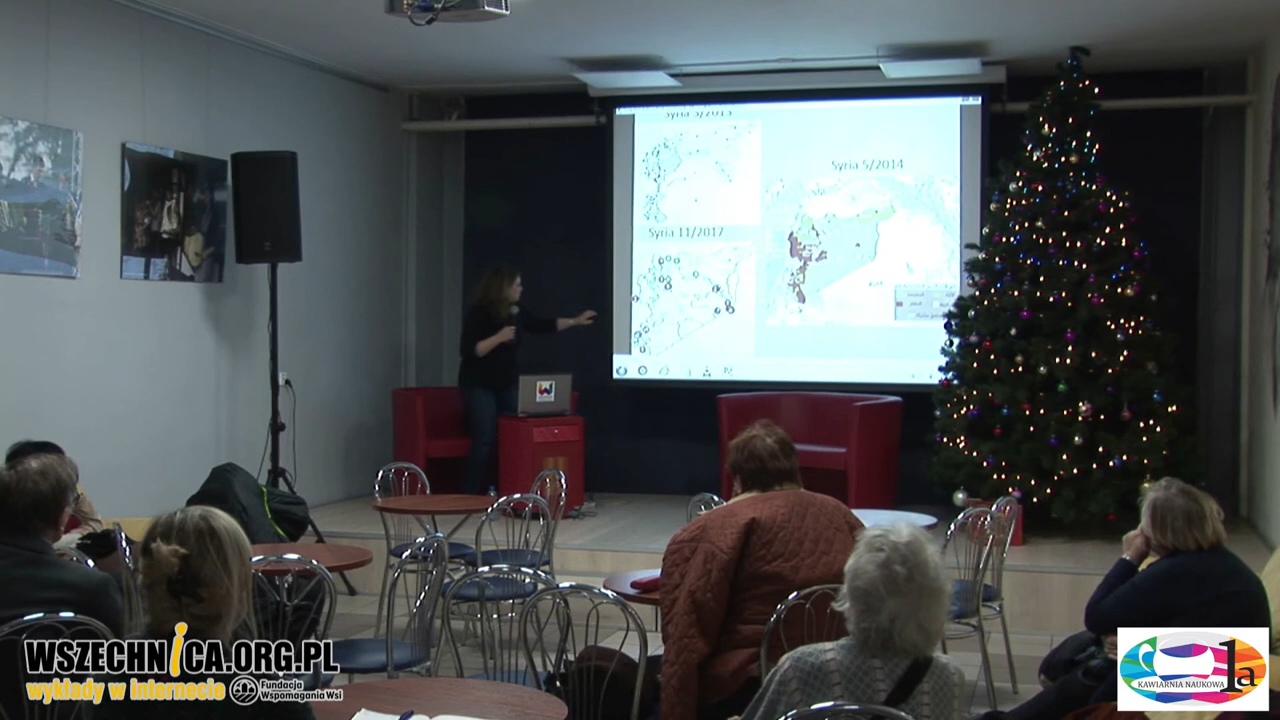 Syria 5/2013
Syria 5/2014
Syria 11/2012
WSZECHNiCA.ORG.PL
wykłady w internecie
Fundacja
Wspomagania Wsi
KAWIARNIA NAUKOWA
1a